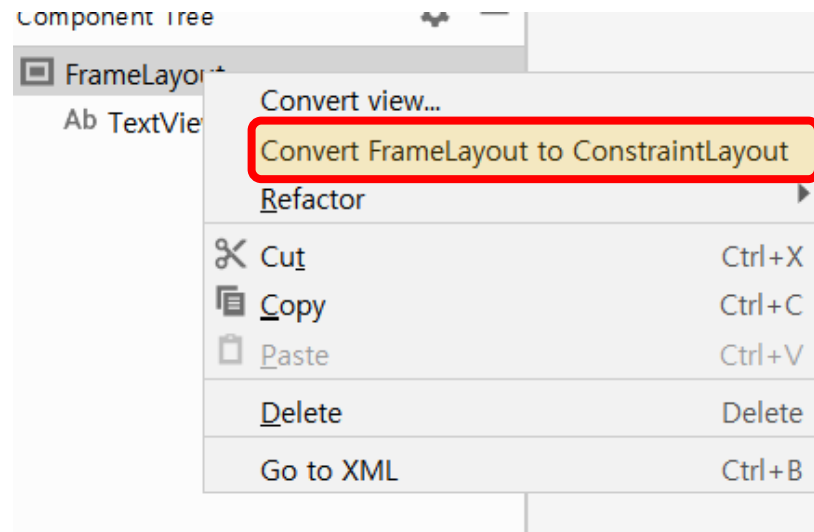 Component Tree
FrameLayout
Convert view...
Ab TextVie
Convert FrameLayout to ConstraintLayout
Refactor
Cut Ctrl+X
Copy Ctrl+C
Paste Ctrl+V
Delete Delete
Go to XML Ctrl+B